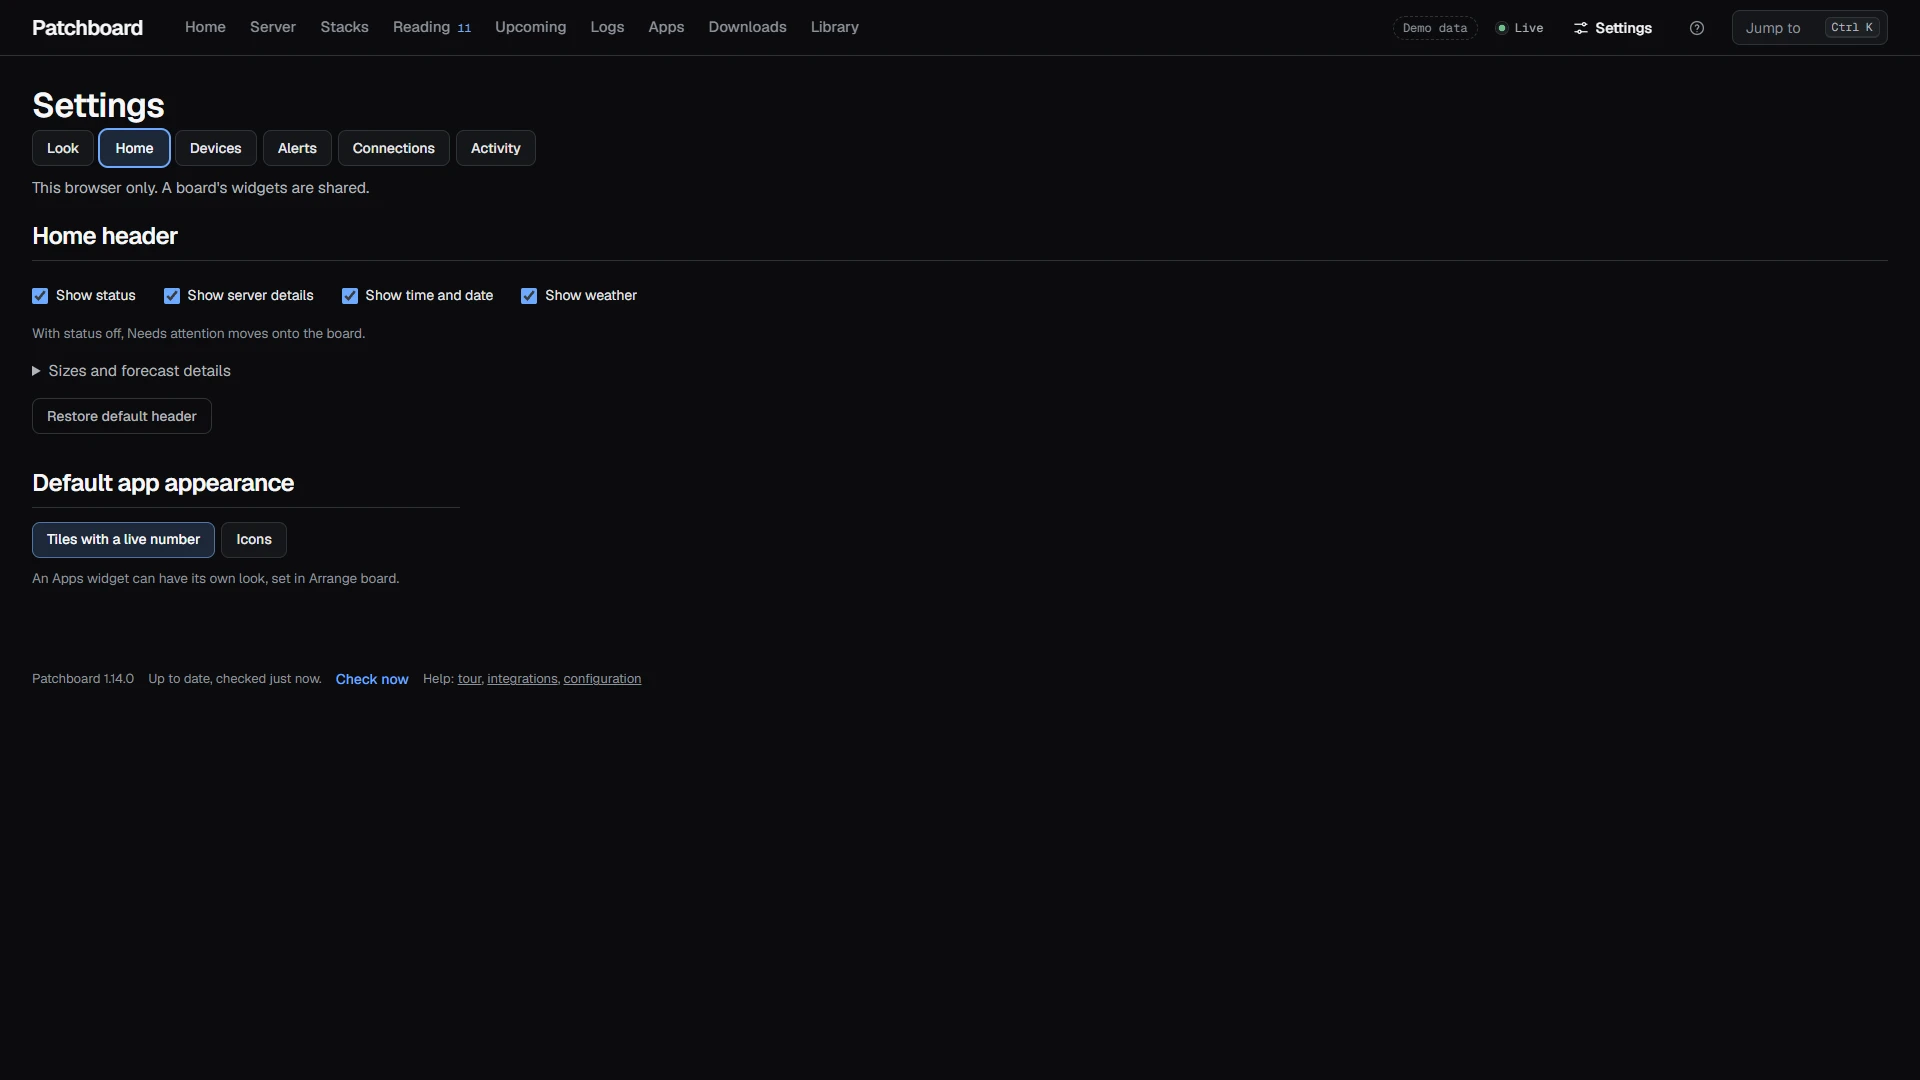 Patchboard Home Server Stacks Reading 11 Upcoming Logs Apps Downloads Library Demo data Live Settings Jump to Ctrl K
Settings
Look Home Devices Alerts Connections Activity
This browser only. A board's widgets are shared.
Home header
Show status Show server details Show time and date Show weather
With status off, Needs attention moves onto the board.
Sizes and forecast details
Restore default header
Default app appearance
Tiles with a live number Icons
An Apps widget can have its own look, set in Arrange board.
Patchboard 1.14.0 Up to date, checked just now. Check now Help: tour, integrations, configuration